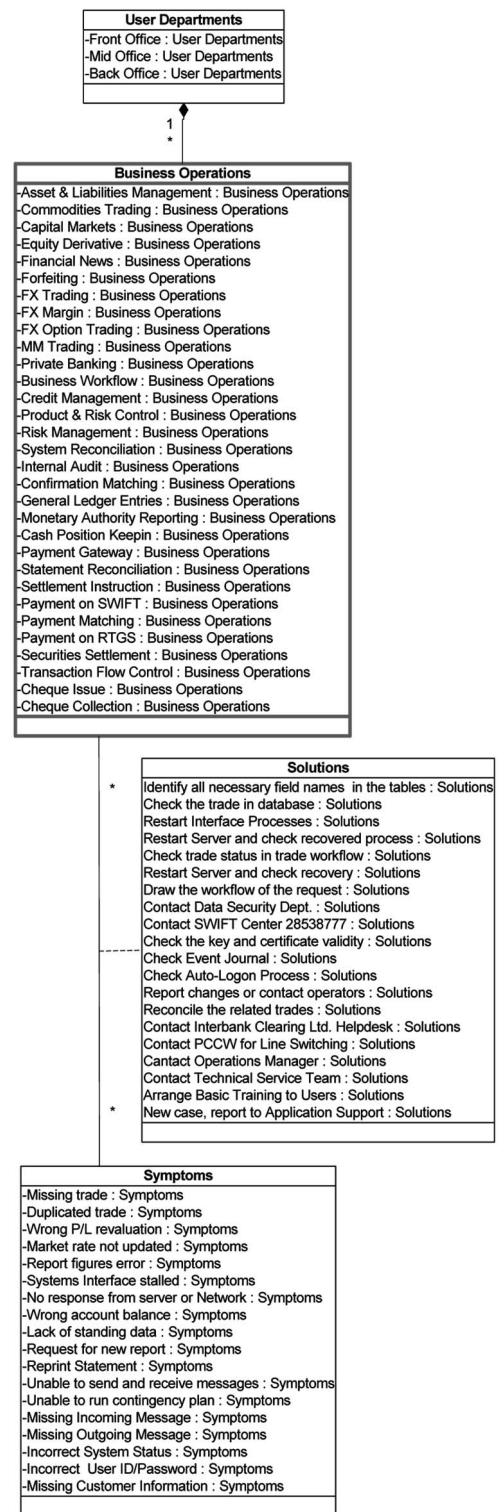 User Departments
-Front Office : User Departments
-Mid Office : User Departments
-Back Office : User Departments
1
*
Business Operations
-Asset & Liabilities Management : Business Operations
-Commodities Trading : Business Operations
-Capital Markets : Business Operations
-Equity Derivative : Business Operations
-Financial News : Business Operations
-Forfeiting : Business Operations
-FX Trading : Business Operations
-FX Margin : Business Operations
-FX Option Trading : Business Operations
-MM Trading : Business Operations
-Private Banking : Business Operations
-Business Workflow : Business Operations
-Credit Management : Business Operations
-Product & Risk Control : Business Operations
-Risk Management : Business Operations
-System Reconciliation : Business Operations
-Internal Audit : Business Operations
-Confirmation Matching : Business Operations
-General Ledger Entries : Business Operations
-Monetary Authority Reporting : Business Operations
-Cash Position Keepin : Business Operations
-Payment Gateway : Business Operations
-Statement Reconciliation : Business Operations
-Settlement Instruction : Business Operations
-Payment on SWIFT : Business Operations
-Payment Matching : Business Operations
-Payment on RTGS : Business Operations
-Securities Settlement : Business Operations
-Transaction Flow Control : Business Operations
-Cheque Issue : Business Operations
-Cheque Collection : Business Operations
*
Solutions
Identify all necessary field names in the tables : Solutions
Check the trade in database : Solutions
Restart Interface Processes : Solutions
Restart Server and check recovered process : Solutions
Check trade status in trade workflow : Solutions
Restart Server and check recovery : Solutions
Draw the workflow of the request : Solutions
Contact Data Security Dept. : Solutions
Contact SWIFT Center 28538777 : Solutions
Check the key and certificate validity : Solutions
Check Event Journal : Solutions
Check Auto-Logon Process : Solutions
Report changes or contact operators : Solutions
Reconcile the related trades : Solutions
Contact Interbank Clearing Ltd. Helpdesk : Solutions
Contact PCCW for Line Switching : Solutions
Cantact Operations Manager : Solutions
Contact Technical Service Team : Solutions
Arrange Basic Training to Users : Solutions
New case, report to Application Support : Solutions
*
Symptoms
-Missing trade : Symptoms
-Duplicated trade : Symptoms
-Wrong P/L revaluation : Symptoms
-Market rate not updated : Symptoms
-Report figures error : Symptoms
-Systems Interface stalled : Symptoms
-No response from server or Network : Symptoms
-Wrong account balance : Symptoms
-Lack of standing data : Symptoms
-Request for new report : Symptoms
-Reprint Statement : Symptoms
-Unable to send and receive messages : Symptoms
-Unable to run contingency plan : Symptoms
-Missing Incoming Message : Symptoms
-Missing Outgoing Message : Symptoms
-Incorrect System Status : Symptoms
-Incorrect User ID/Password : Symptoms
-Missing Customer Information : Symptoms